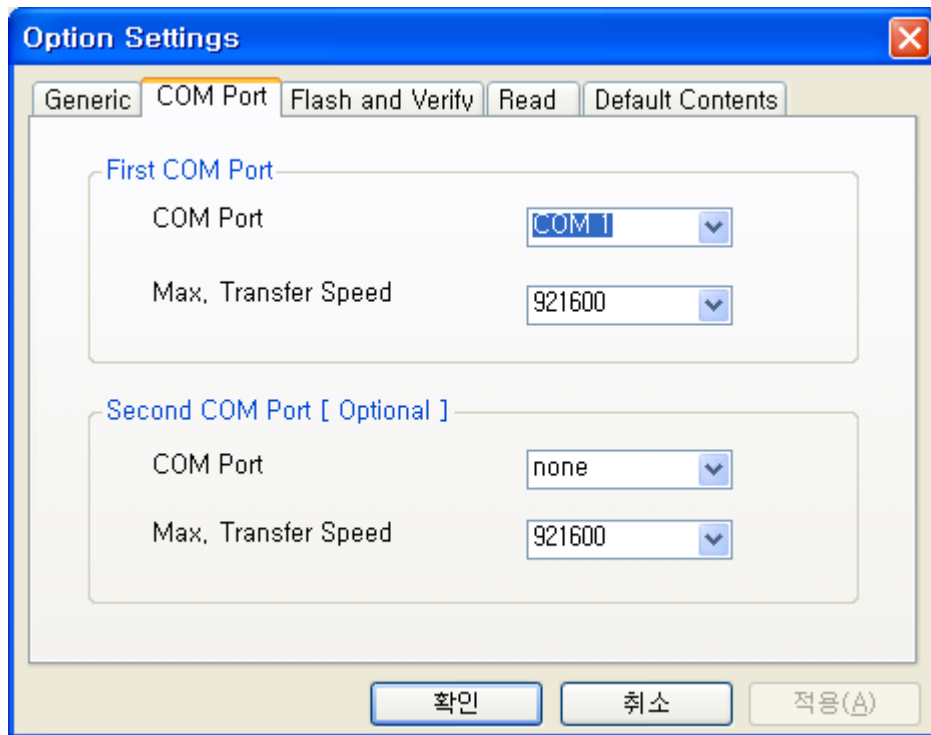 Option Settings
Generic COM Port Flash and Verify Read Default Contents
First COM Port
COM Port COM 1
Max, Transfer Speed 921600
Second COM Port [ Optional ]
COM Port none
Max, Transfer Speed 921600
확인 취소 적용(A)